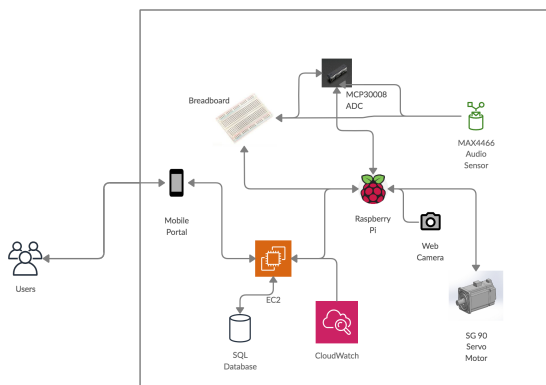 MCP30008
ADC
Breadboard
MAX4466
Audio
Sensor
Mobile
Portal
Raspberry
Pi
Web
Camera
Users
EC2
SQL
Database
CloudWatch
SG 90
Servo
Motor